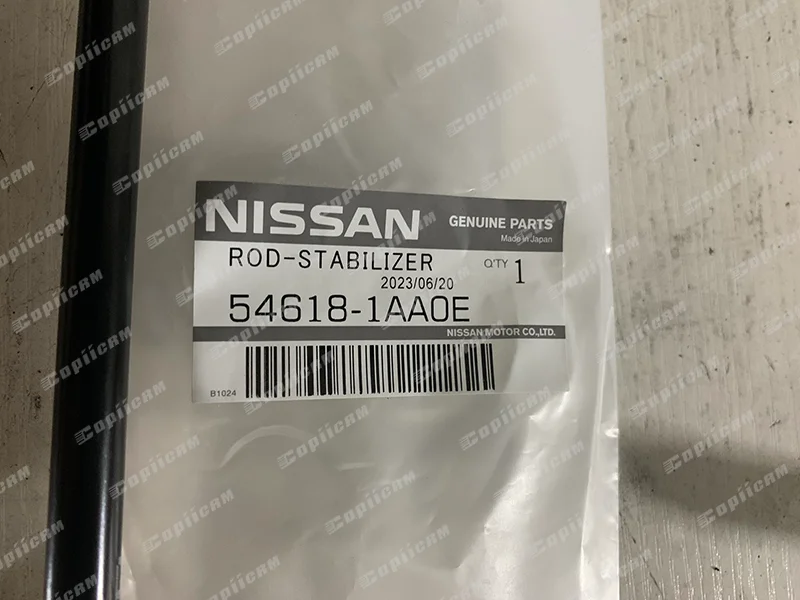 NISSAN GENUINE PARTS
Made in Japan
ROD-STABILIZER Q'TY 1
2023/06/20
54618-1AA0E
NISSAN MOTOR CO.,LTD.
B1024
Copiicam